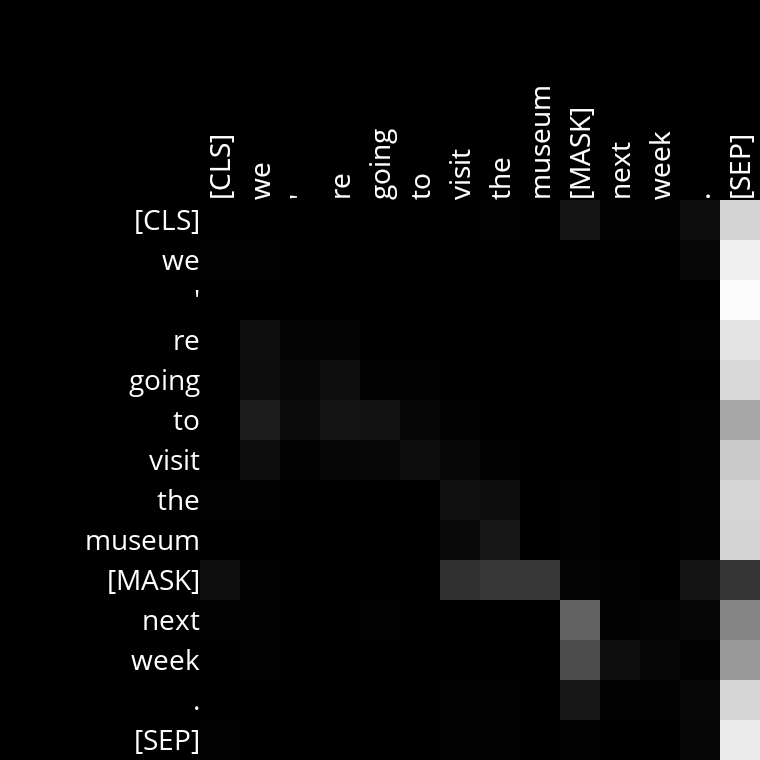 [CLS] we ' re going to visit the museum [MASK] next week . [SEP]
[CLS]
we
'
re
going
to
visit
the
museum
[MASK]
next
week
.
[SEP]